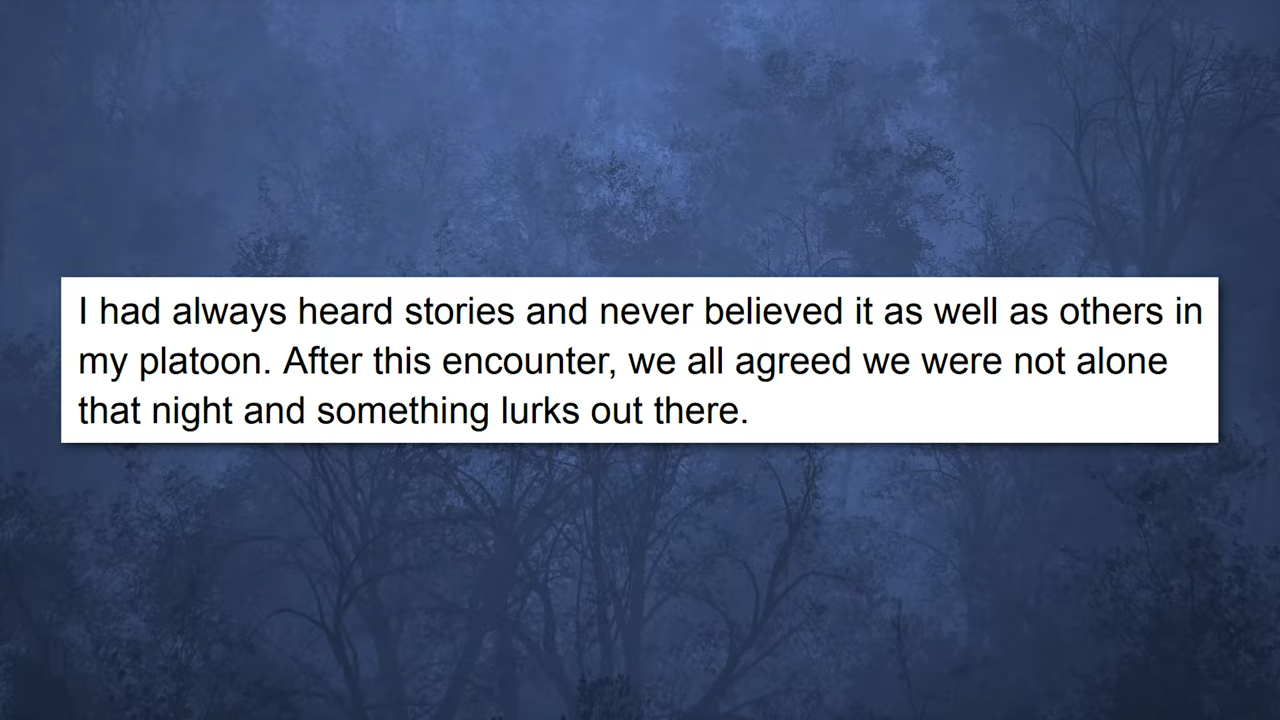 I had always heard stories and never believed it as well as others in
my platoon. After this encounter, we all agreed we were not alone
that night and something lurks out there.